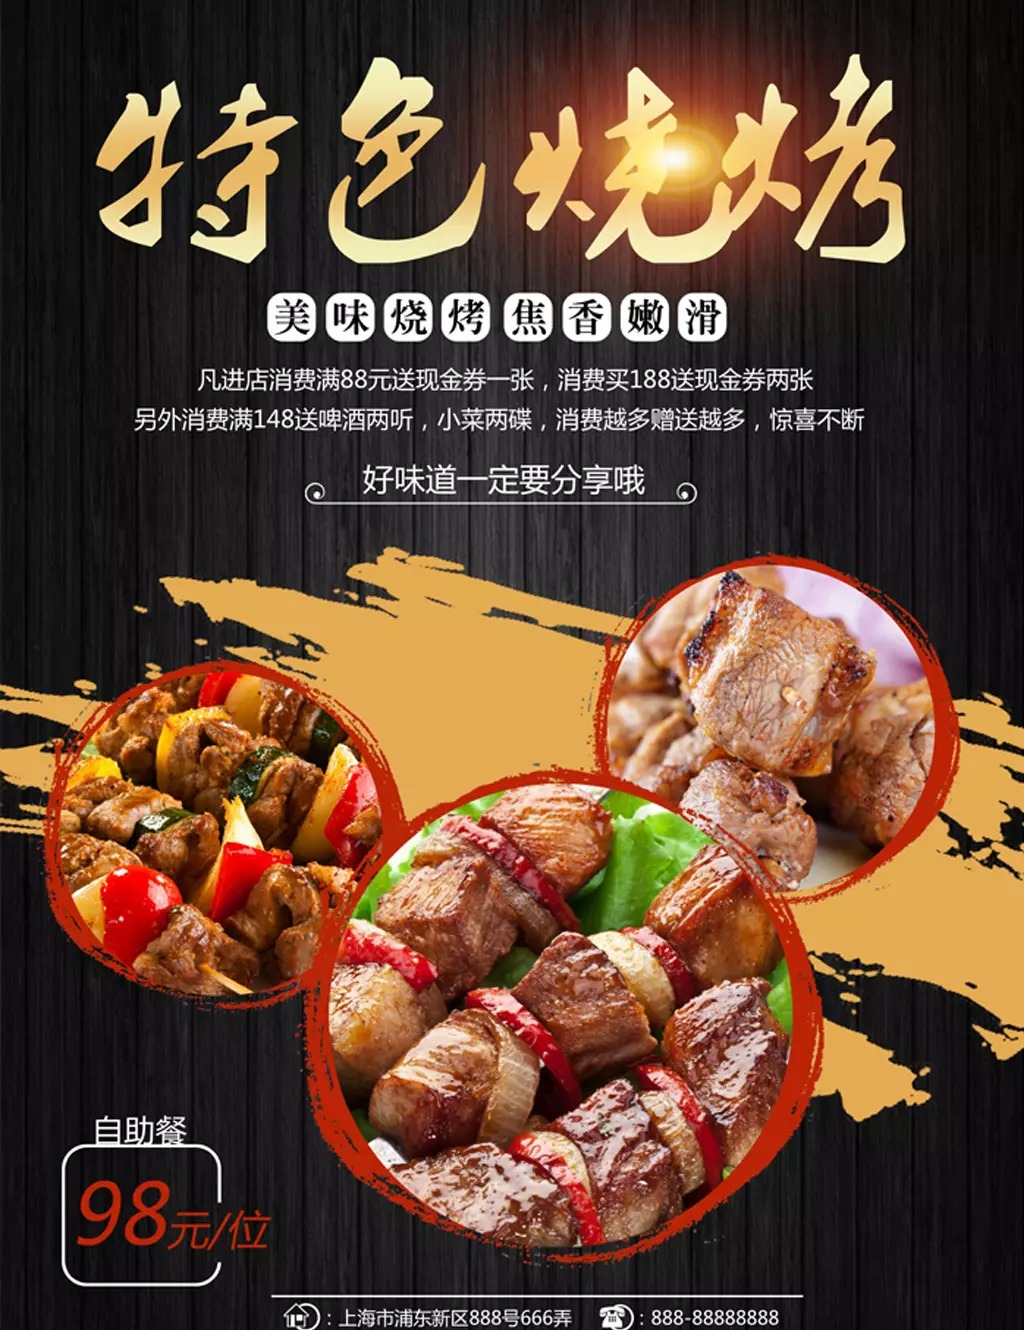 特色烧烤
美味烧烤焦香嫩滑
凡进店消费满88元送现金券一张，消费买188送现金券两张
另外消费满148送啤酒两听，小菜两碟，消费越多赠送越多，惊喜不断
好味道一定要分享哦
自助餐
98元/位
：上海市浦东新区888号666弄 ：888-88888888